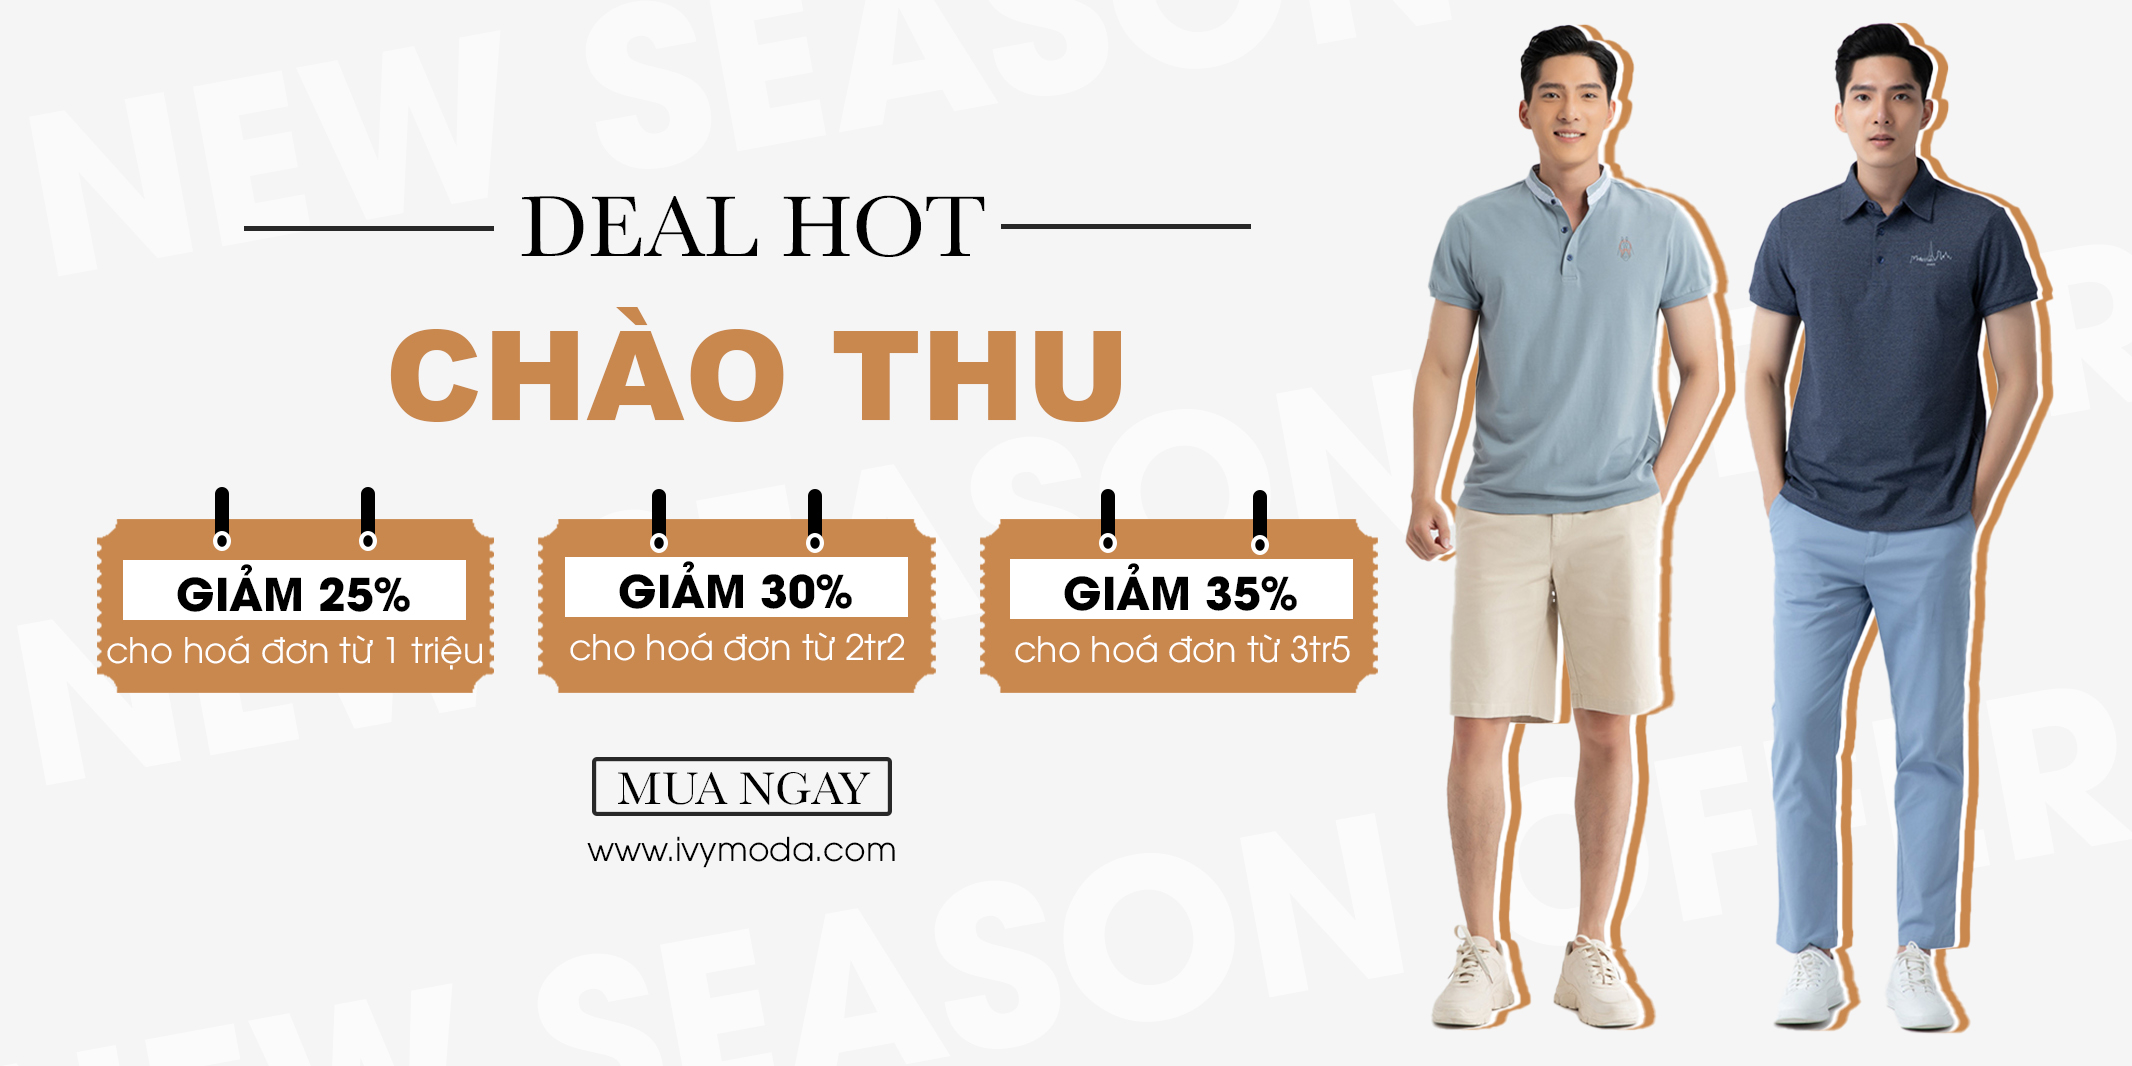 NEW SEASON
DEAL HOT
CHÀO THU
GIẢM 25%
cho hoá đơn từ 1 triệu
GIẢM 30%
cho hoá đơn từ 2tr2
GIẢM 35%
cho hoá đơn từ 3tr5
MUA NGAY
www.ivymoda.com
NEW SEASON OFFER
NEW SEASON OFFER